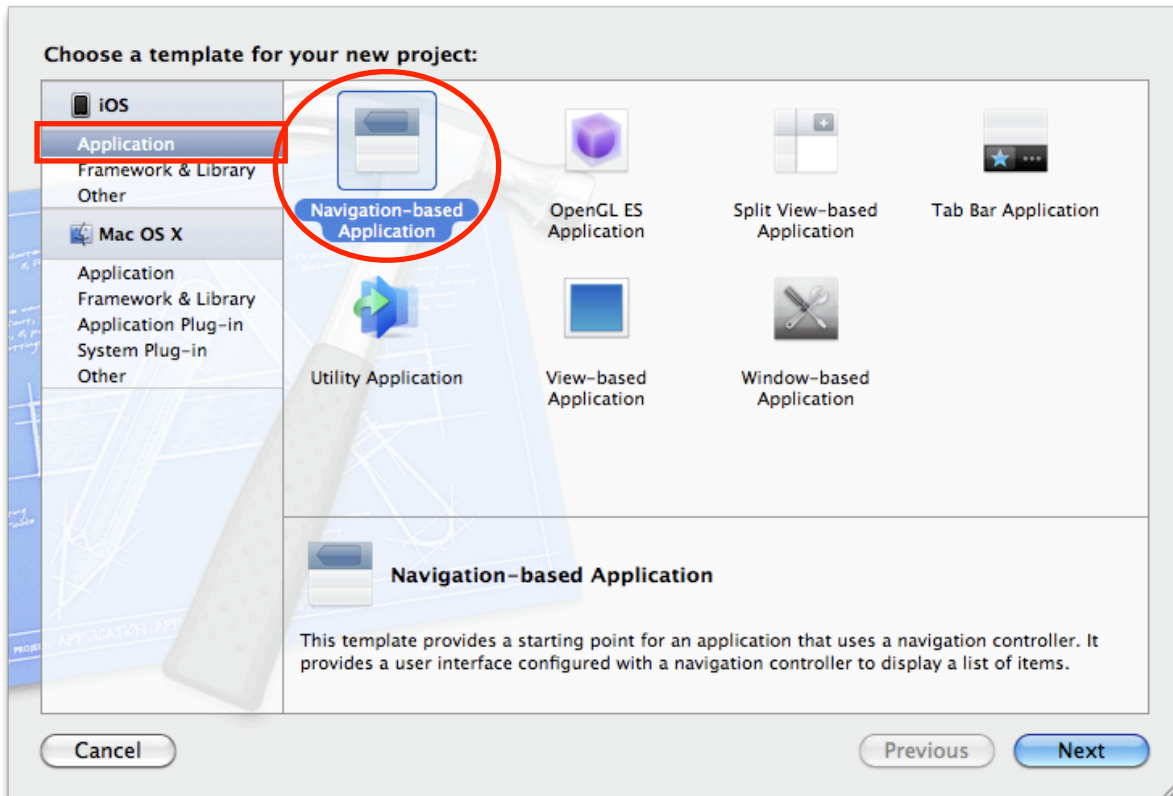 Choose a template for your new project:
iOS
Application
Framework & Library
Other
Mac OS X
Application
Framework & Library
Application Plug-in
System Plug-in
Other
Navigation-based
Application
OpenGL ES
Application
Split View-based
Application
Tab Bar Application
Utility Application
View-based
Application
Window-based
Application
Navigation-based Application
This template provides a starting point for an application that uses a navigation controller. It
provides a user interface configured with a navigation controller to display a list of items.
Cancel
Previous
Next